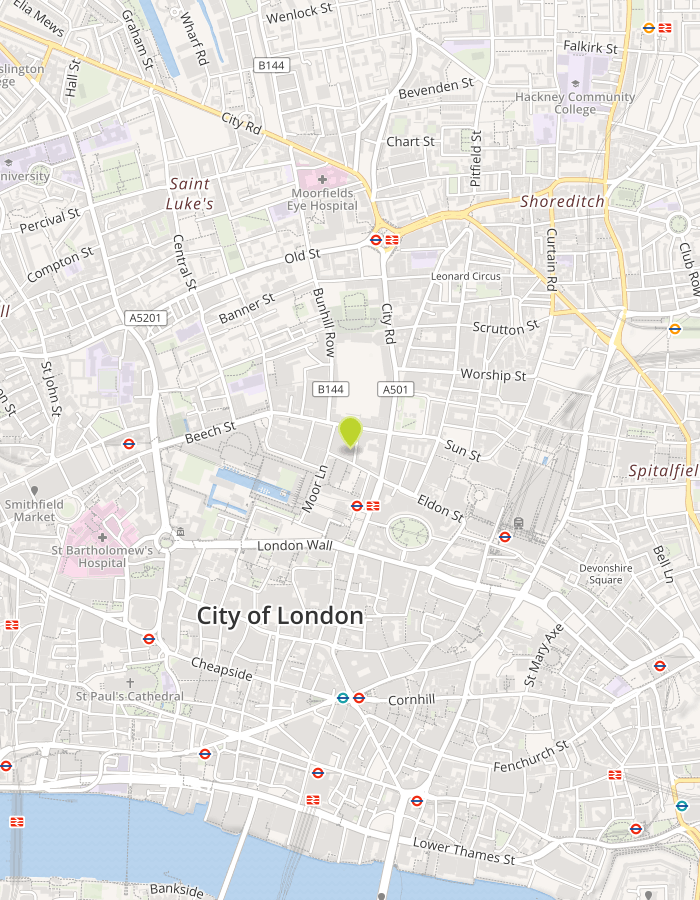 Elia Mews
Graham St
Wharf Rd
Wenlock St
B144
Falkirk St
Hall St
Bevenden St
Hackney Community
College
City Rd
Chart St
Pitfield St
Saint
Luke's
Moorfields
Eye Hospital
Shoreditch
Percival St
Compton St
Central St
Old St
Curtain Rd
Club Row
Leonard Circus
Banner St
Bunhill Row
City Rd
A5201
Scrutton St
St John St
Worship St
B144
A501
Beech St
Sun St
Moor Ln
Spitalfiel
Eldon St
Smithfield
Market
St Bartholomew's
Hospital
London Wall
Devonshire
Square
Bell Ln
City of London
St Mary Axe
Cheapside
St Paul's Cathedral
Cornhill
Fenchurch St
Lower Thames St
Bankside